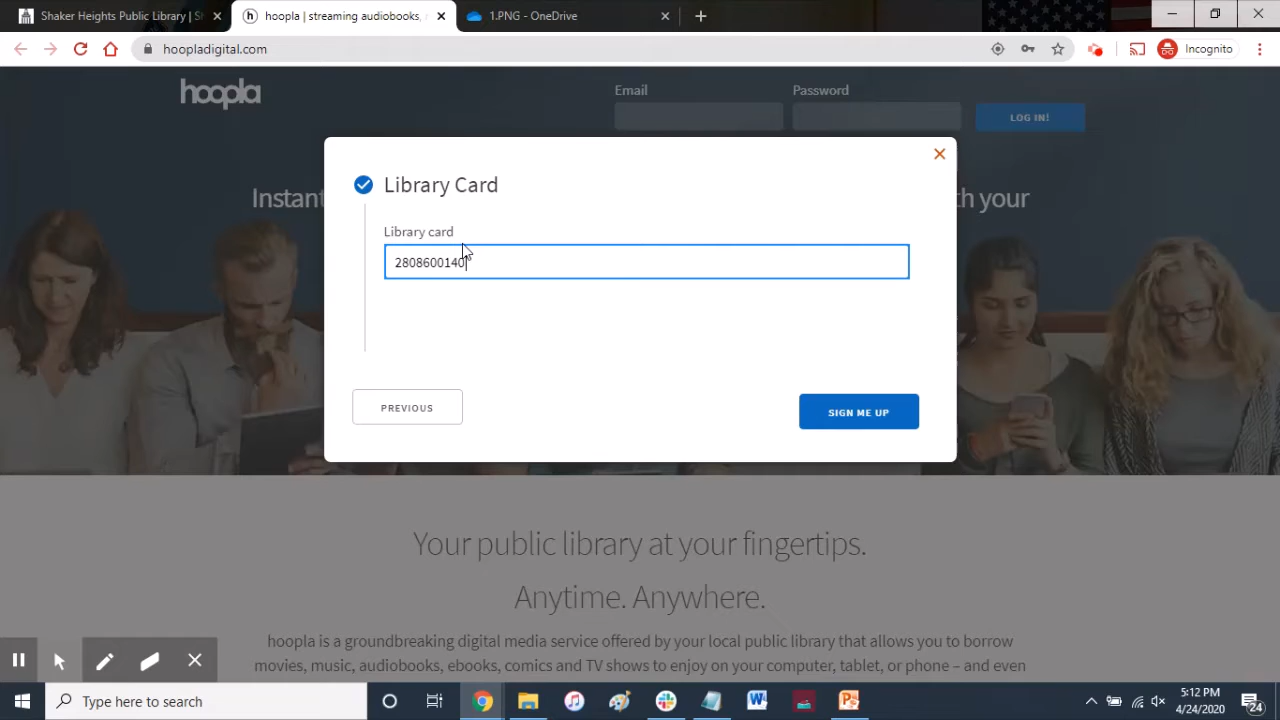 Shaker Heights Public Library | S
hoopla | streaming audiobooks,
1.PNG - OneDrive
hoopladigital.com
Incognito
hoopla
Email
Password
LOG IN!
Instant
th your
Library Card
Library card
2808600140
PREVIOUS
SIGN ME UP
Your public library at your fingertips.
Anytime. Anywhere.
hoopla is a groundbreaking digital media service offered by your local public library that allows you to borrow
movies, music, audiobooks, ebooks, comics and TV shows to enjoy on your computer, tablet, or phone – and even
Type here to search
5:12 PM
4/24/2020
24